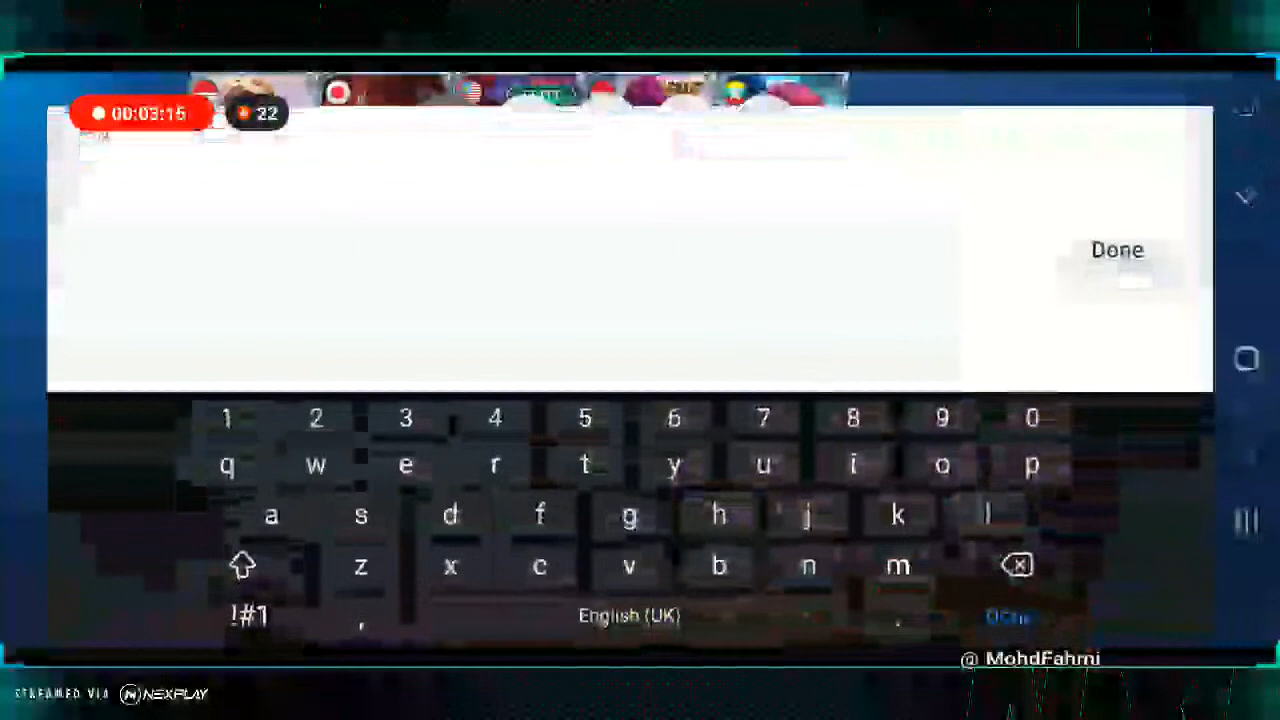 00:03:15
22
Done
1 2 3 4 5 6 7 8 9 0
q w e r t y u i o p
a s d f g h j k l
z x c v b n m
!#1 , English (UK) . Done
@ MohdFahmi
STREAMED VIA NEXPLAY